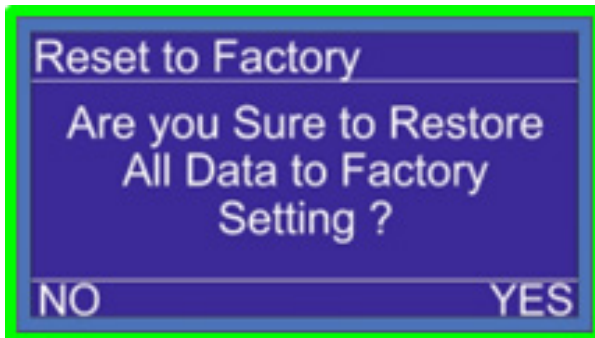 Reset to Factory
Are you Sure to Restore
All Data to Factory
Setting ?
NO YES